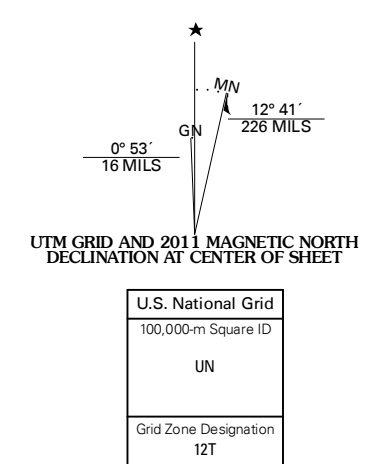 MN
12° 41´
226 MILS
GN
0° 53´
16 MILS
UTM GRID AND 2011 MAGNETIC NORTH
DECLINATION AT CENTER OF SHEET
U.S. National Grid
100,000-m Square ID
UN
Grid Zone Designation
12T